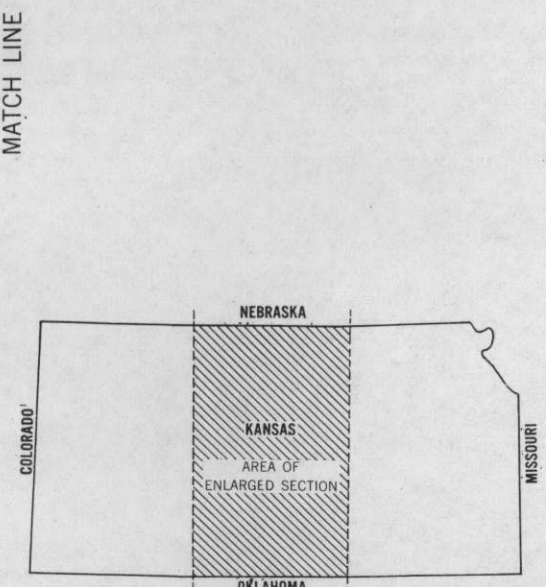 MATCH LINE
NEBRASKA
COLORADO
KANSAS
AREA OF
ENLARGED SECTION
MISSOURI
OKLAHOMA